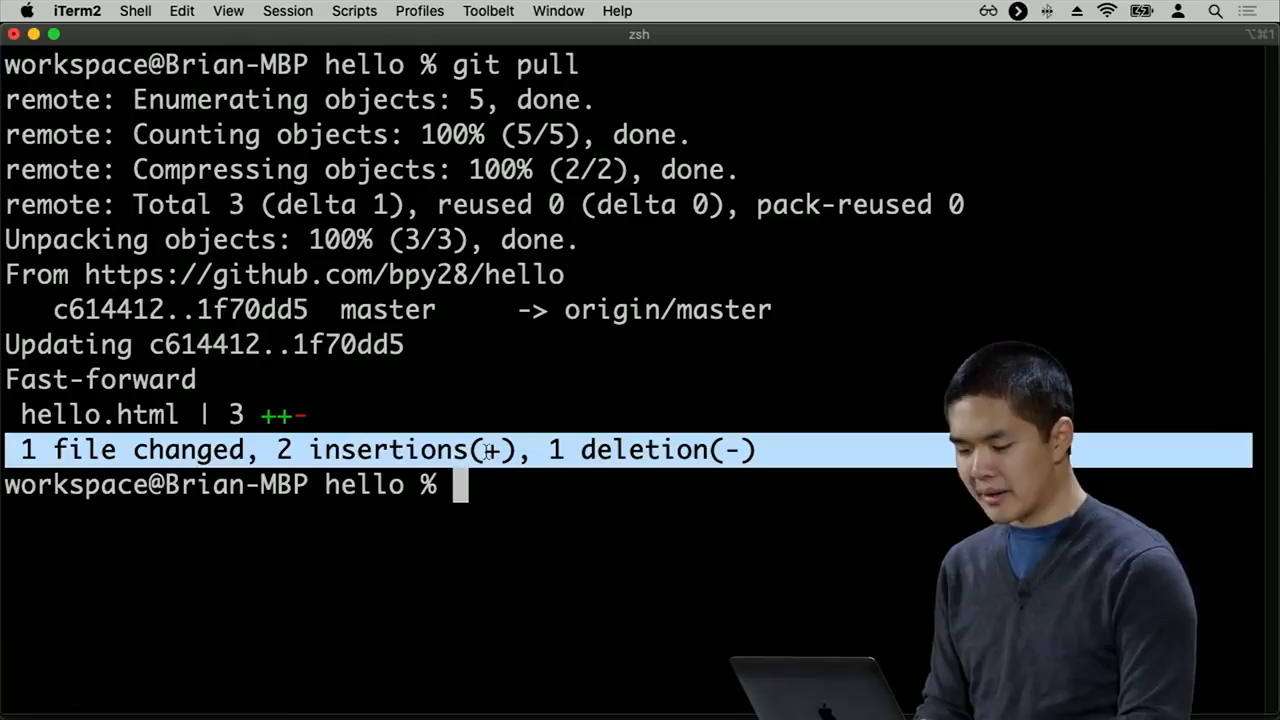 iTerm2 Shell Edit View Session Scripts Profiles Toolbelt Window Help
zsh
⌥⌘1
workspace@Brian-MBP hello % git pull
remote: Enumerating objects: 5, done.
remote: Counting objects: 100% (5/5), done.
remote: Compressing objects: 100% (2/2), done.
remote: Total 3 (delta 1), reused 0 (delta 0), pack-reused 0
Unpacking objects: 100% (3/3), done.
From https://github.com/bpy28/hello
c614412..1f70dd5 master -> origin/master
Updating c614412..1f70dd5
Fast-forward
hello.html | 3 ++-
1 file changed, 2 insertions(+), 1 deletion(-)
workspace@Brian-MBP hello %